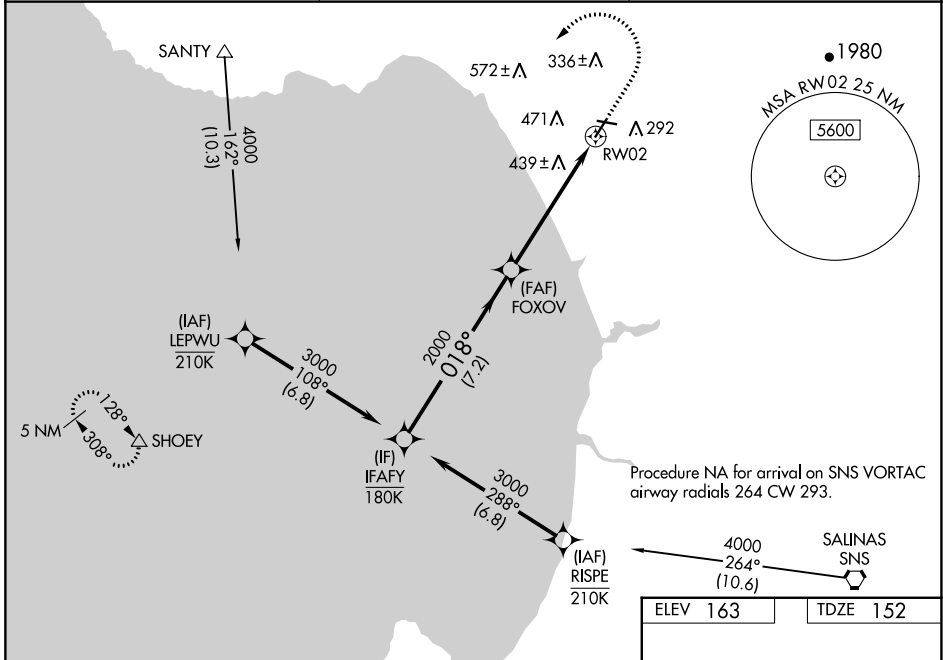 SANTY
4000
162°
(10.3)
572±
336±
471
292
439±
RW02
1980
MSA RW02 25 NM
5600
(FAF)
FOXOV
(IAF)
LEPWU
210K
3000
108°
(6.8)
2000
018°
(7.2)
5 NM
128°
308°
SHOEY
(IF)
IFAFY
180K
3000
288°
(6.8)
Procedure NA for arrival on SNS VORTAC
airway radials 264 CW 293.
(IAF)
RISPE
210K
4000
264°
(10.6)
SALINAS
SNS
ELEV 163
TDZE 152